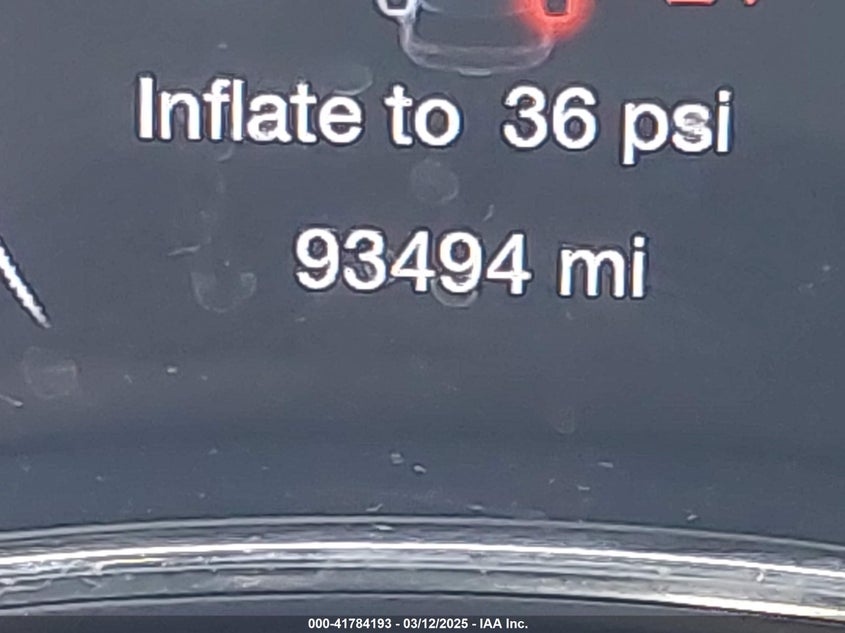 Inflate to 36 psi
93494 mi
000-41784193 - 03/12/2025 - IAA Inc.